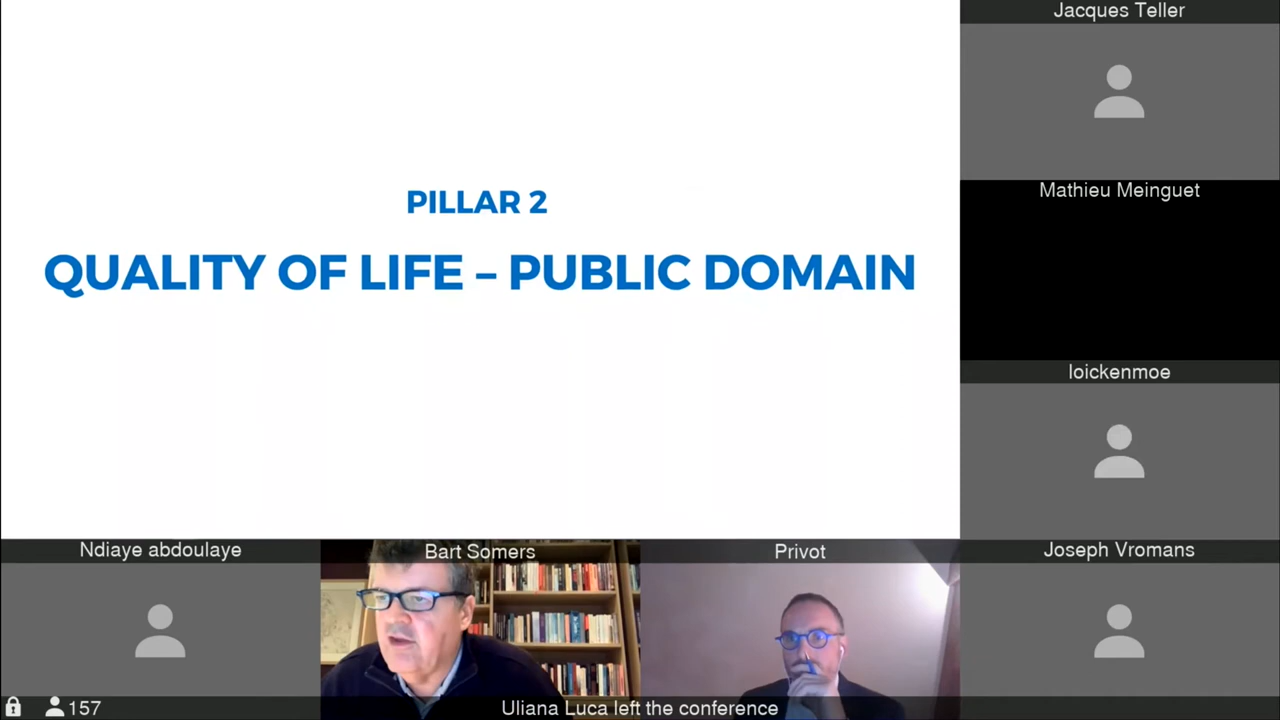 Jacques Teller
PILLAR 2
QUALITY OF LIFE – PUBLIC DOMAIN
Mathieu Meinguet
loickenmoe
Ndiaye abdoulaye
Bart Somers
Privot
Joseph Vromans
157
Uliana Luca left the conference